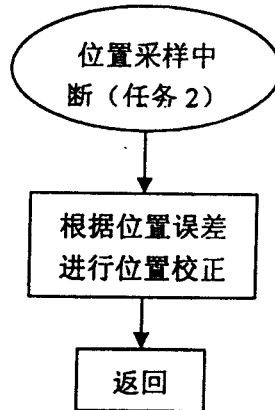 位置采样中
断（任务2）
根据位置误差
进行位置校正
返回